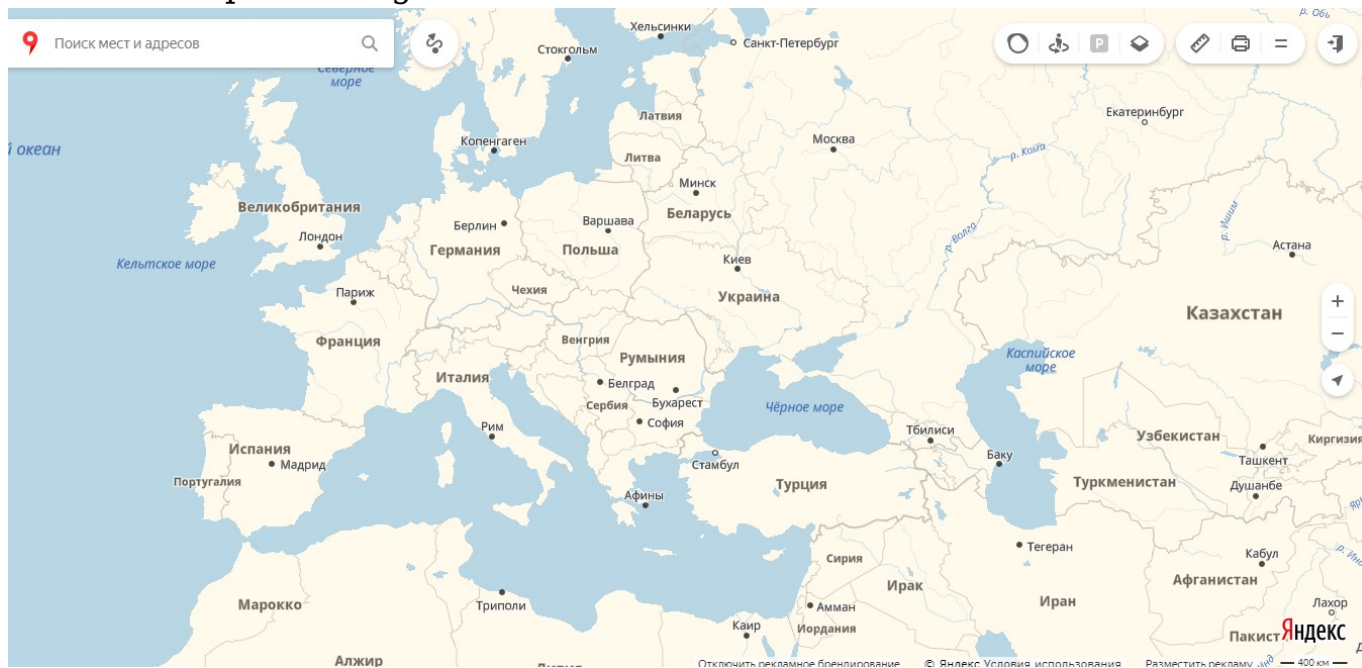 р. Обь
Поиск мест и адресов
Хельсинки
Санкт-Петербург
Стокгольм
Северное
море
Екатеринбург
Латвия
Москва
Копенгаген
й океан
р. Кама
Литва
Минск
Великобритания
Беларусь
Берлин
Варшава
р. Ишим
Лондон
р. Волга
Астана
Германия
Польша
Кельтское море
Киев
Чехия
Париж
Украина
Казахстан
Франция
Венгрия
Румыния
Каспийское
море
Италия
Белград
Сербия
Бухарест
Чёрное море
София
Рим
Тбилиси
Узбекистан
Киргизия
Испания
Мадрид
Стамбул
Баку
Ташкент
Португалия
Турция
Туркменистан
Душанбе
Афины
Тегеран
Кабул
Сирия
Ирак
Афганистан
Марокко
Триполи
Амман
Иран
Лахор
Каир
Иордания
Пакист
Яндекс
Алжир
Отключить рекламное брендирование
© Яндекс Условия использования
Разместить рекламу
400 км